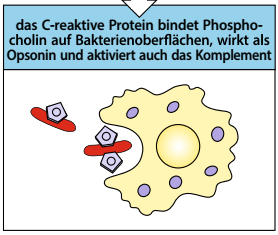 das C-reaktive Protein bindet Phospho-
cholin auf Bakterienoberflächen, wirkt als
Opsonin und aktiviert auch das Komplement